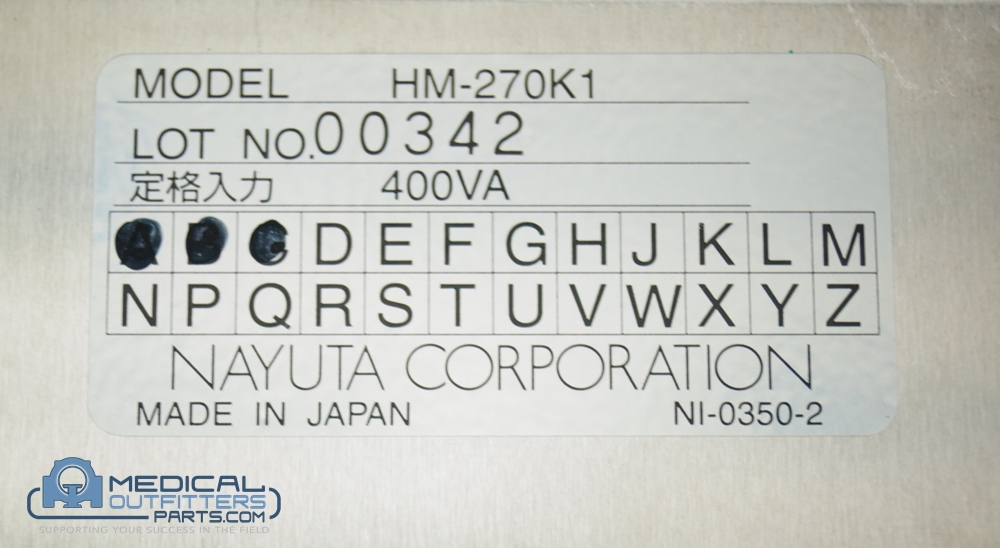 MODEL HM-270K1
LOT NO. 00342
定格入力 400VA
A B C D E F G H J K L M
N P Q R S T U V W X Y Z
NAYUTA CORPORATION
MADE IN JAPAN NI-0350-2
MEDICAL
OUTFITTERS
PARTS.COM
SUPPORTING YOUR SUCCESS IN THE FIELD